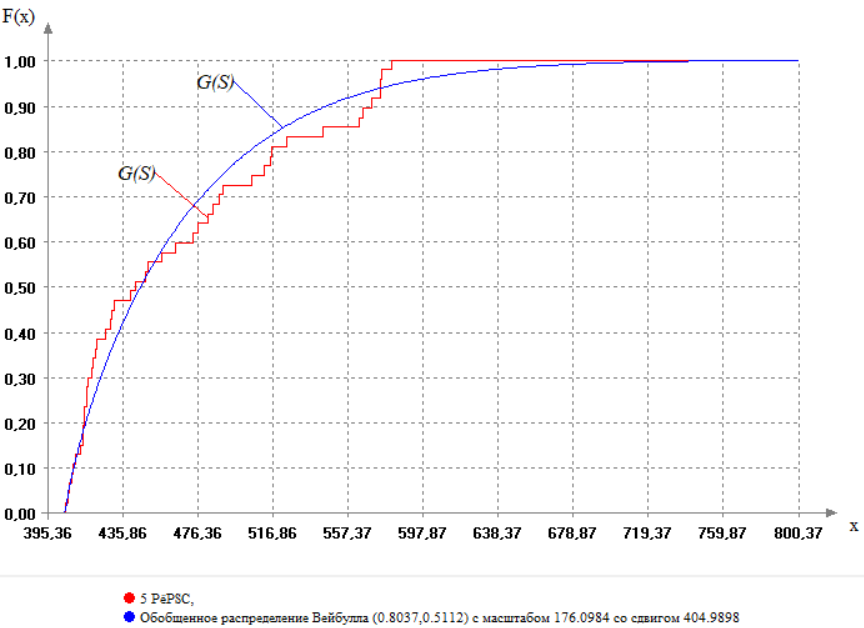 F(x)
1,00
G(S)
0,90
0,80
G(S)
0,70
0,60
0,50
0,40
0,30
0,20
0,10
0,00
395,36 435,86 476,36 516,86 557,37 597,87 638,37 678,87 719,37 759,87 800,37 x
5 РєРЅС‚,
Обобщенное распределение Вейбулла (0.8037,0.5112) с масштабом 176.0984 со сдвигом 404.9898